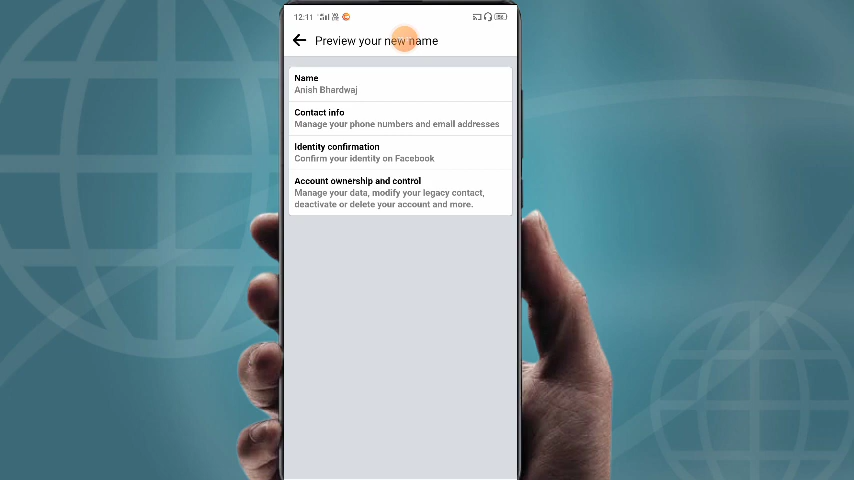 12:11
Preview your new name
Name
Anish Bhardwaj
Contact info
Manage your phone numbers and email addresses
Identity confirmation
Confirm your identity on Facebook
Account ownership and control
Manage your data, modify your legacy contact,
deactivate or delete your account and more.